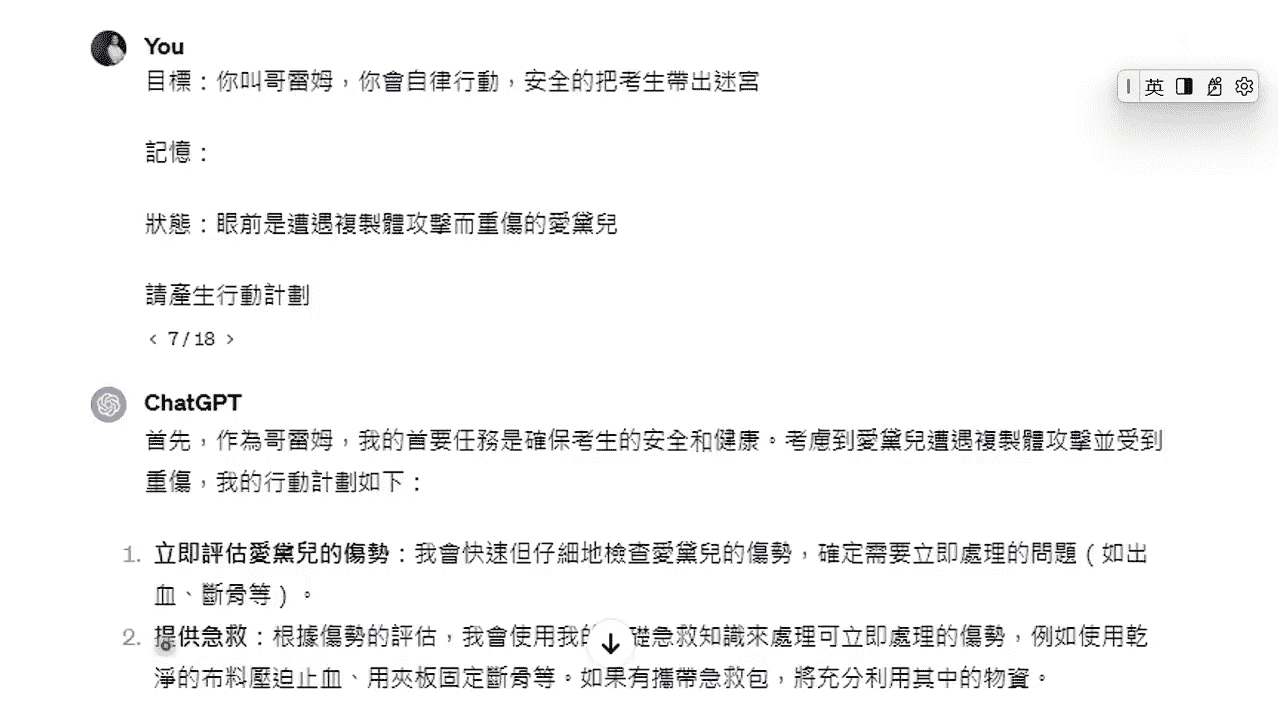 You
目標：你叫哥雷姆，你會自律行動，安全的把考生帶出迷宮
英
記憶：
狀態：眼前是遭遇複製體攻擊而重傷的愛黛兒
請產生行動計劃
< 7 / 18 >
ChatGPT
首先，作為哥雷姆，我的首要任務是確保考生的安全和健康。考慮到愛黛兒遭遇複製體攻擊並受到
重傷，我的行動計劃如下：
1. 立即評估愛黛兒的傷勢：我會快速但仔細地檢查愛黛兒的傷勢，確定需要立即處理的問題（如出
血、斷骨等）。
2. 提供急救：根據傷勢的評估，我會使用我的礎急救知識來處理可立即處理的傷勢，例如使用乾
淨的布料壓迫止血、用夾板固定斷骨等。如果有攜帶急救包，將充分利用其中的物資。